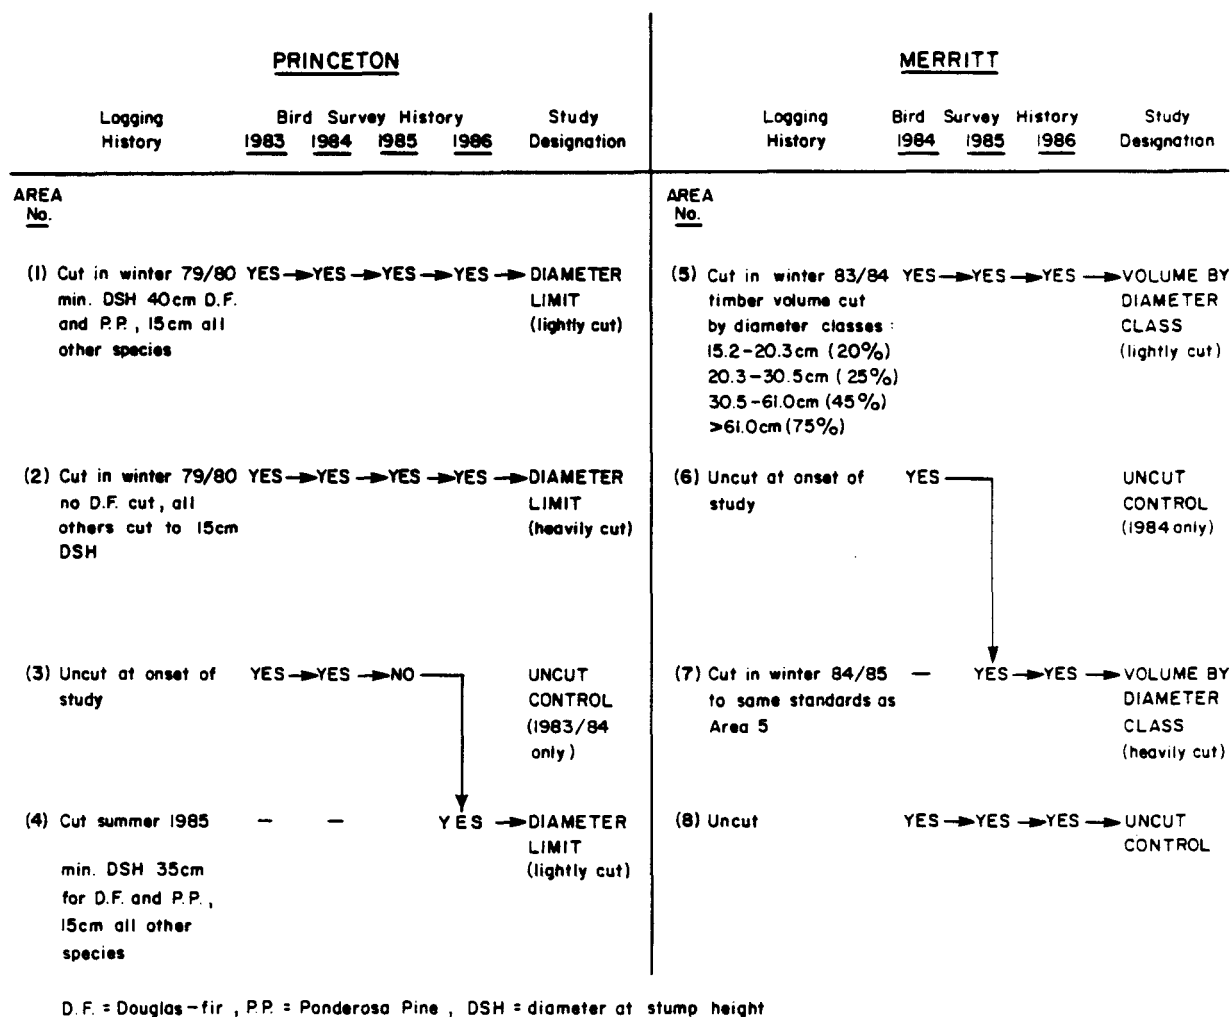 PRINCETON
Logging Bird Survey History Study
History 1983 1984 1985 1986 Designation
AREA
No.
(1) Cut in winter 79/80 YES YES YES YES DIAMETER
min. DSH 40cm D.F. LIMIT
and P.P., 15cm all (lightly cut)
other species
(2) Cut in winter 79/80 YES YES YES YES DIAMETER
no D.F. cut, all LIMIT
others cut to 15cm (heavily cut)
DSH
(3) Uncut at onset of YES YES NO UNCUT
study CONTROL
(1983/84
only)
(4) Cut summer 1985 — — YES DIAMETER
LIMIT
min. DSH 35cm (lightly cut)
for D.F. and P.P.,
15cm all other
species
MERRITT
Logging Bird Survey History Study
History 1984 1985 1986 Designation
AREA
No.
(5) Cut in winter 83/84 YES YES YES VOLUME BY
timber volume cut DIAMETER
by diameter classes : CLASS
15.2-20.3cm (20%) (lightly cut)
20.3-30.5cm (25%)
30.5-61.0cm (45%)
>61.0cm (75%)
(6) Uncut at onset of YES UNCUT
study CONTROL
(1984 only)
(7) Cut in winter 84/85 — YES YES VOLUME BY
to same standards as DIAMETER
Area 5 CLASS
(heavily cut)
(8) Uncut YES YES YES UNCUT
CONTROL
D.F. = Douglas-fir , P.P. = Ponderosa Pine , DSH = diameter at stump height